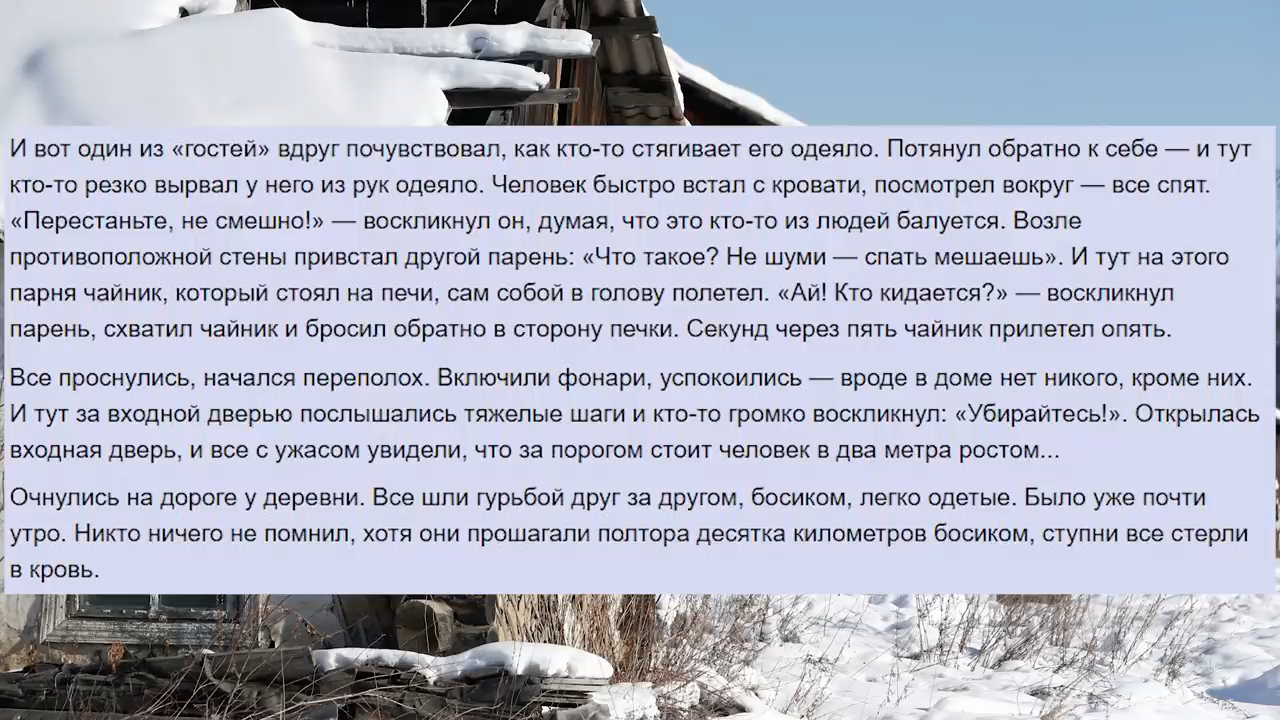 И вот один из «гостей» вдруг почувствовал, как кто-то стягивает его одеяло. Потянул обратно к себе — и тут
кто-то резко вырвал у него из рук одеяло. Человек быстро встал с кровати, посмотрел вокруг — все спят.
«Перестаньте, не смешно!» — воскликнул он, думая, что это кто-то из людей балуется. Возле
противоположной стены привстал другой парень: «Что такое? Не шуми — спать мешаешь». И тут на этого
парня чайник, который стоял на печи, сам собой в голову полетел. «Ай! Кто кидается?» — воскликнул
парень, схватил чайник и бросил обратно в сторону печки. Секунд через пять чайник прилетел опять.
Все проснулись, начался переполох. Включили фонари, успокоились — вроде в доме нет никого, кроме них.
И тут за входной дверью послышались тяжелые шаги и кто-то громко воскликнул: «Убирайтесь!». Открылась
входная дверь, и все с ужасом увидели, что за порогом стоит человек в два метра ростом...
Очнулись на дороге у деревни. Все шли гурьбой друг за другом, босиком, легко одетые. Было уже почти
утро. Никто ничего не помнил, хотя они прошагали полтора десятка километров босиком, ступни все стерли
в кровь.